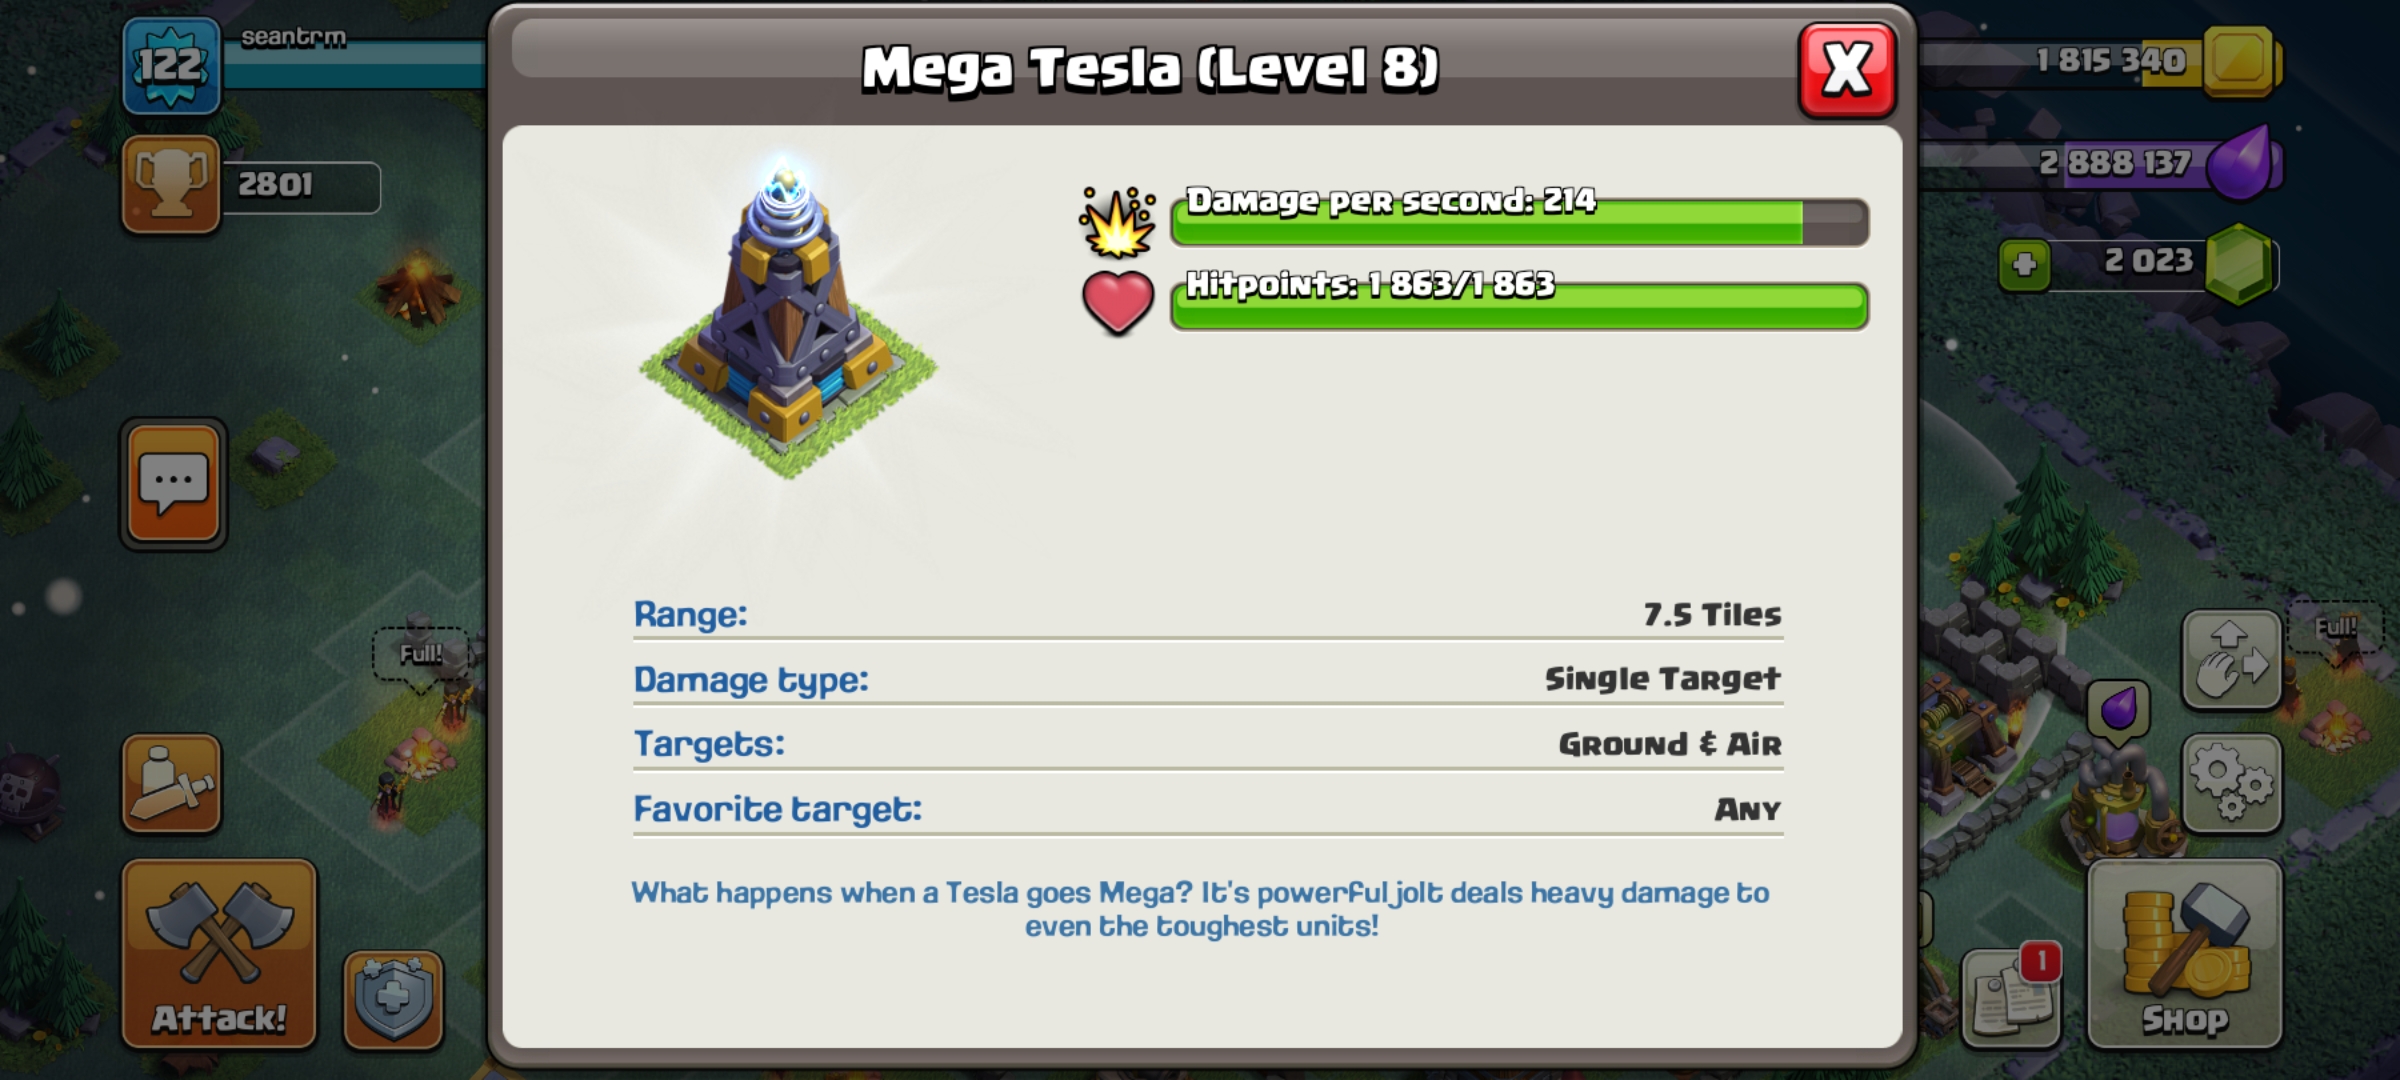 122
seantrm
Mega Tesla (Level 8)
X
1 815 340
2801
Damage per second: 214
2 888 137
Hitpoints: 1 863/1 863
2 023
Range: 7.5 Tiles
Full!
Full!
Damage type: Single Target
Targets: Ground & Air
Favorite target: Any
What happens when a Tesla goes Mega? It's powerful jolt deals heavy damage to
even the toughest units!
1
Attack!
Shop